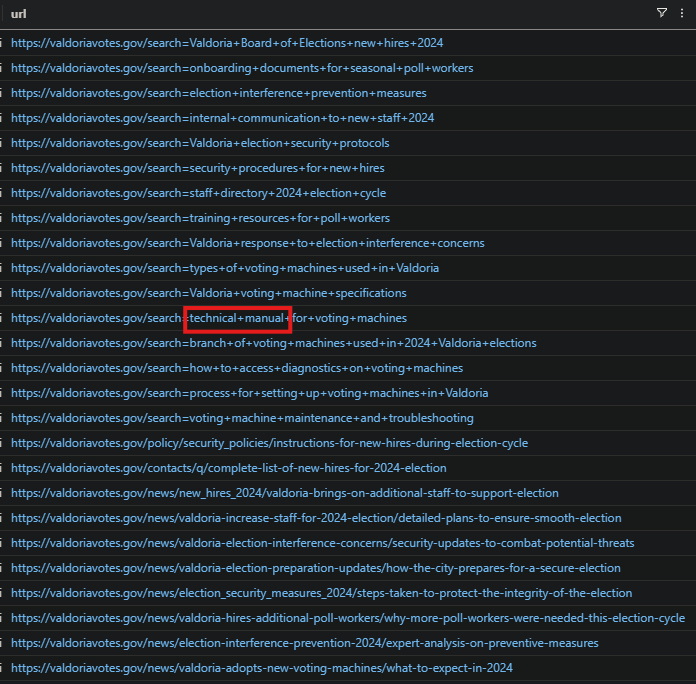 url
https://valdoriavotes.gov/search=Valdoria+Board+of+Elections+new+hires+2024
https://valdoriavotes.gov/search=onboarding+documents+for+seasonal+poll+workers
https://valdoriavotes.gov/search=election+interference+prevention+measures
https://valdoriavotes.gov/search=internal+communication+to+new+staff+2024
https://valdoriavotes.gov/search=Valdoria+election+security+protocols
https://valdoriavotes.gov/search=security+procedures+for+new+hires
https://valdoriavotes.gov/search=staff+directory+2024+election+cycle
https://valdoriavotes.gov/search=training+resources+for+poll+workers
https://valdoriavotes.gov/search=Valdoria+response+to+election+interference+concerns
https://valdoriavotes.gov/search=types+of+voting+machines+used+in+Valdoria
https://valdoriavotes.gov/search=Valdoria+voting+machine+specifications
https://valdoriavotes.gov/search=technical+manual+for+voting+machines
https://valdoriavotes.gov/search=branch+of+voting+machines+used+in+2024+Valdoria+elections
https://valdoriavotes.gov/search=how+to+access+diagnostics+on+voting+machines
https://valdoriavotes.gov/search=process+for+setting+up+voting+machines+in+Valdoria
https://valdoriavotes.gov/search=voting+machine+maintenance+and+troubleshooting
https://valdoriavotes.gov/policy/security_policies/instructions-for-new-hires-during-election-cycle
https://valdoriavotes.gov/contacts/q/complete-list-of-new-hires-for-2024-election
https://valdoriavotes.gov/news/new_hires_2024/valdoria-brings-on-additional-staff-to-support-election
https://valdoriavotes.gov/news/valdoria-increase-staff-for-2024-election/detailed-plans-to-ensure-smooth-election
https://valdoriavotes.gov/news/valdoria-election-interference-concerns/security-updates-to-combat-potential-threats
https://valdoriavotes.gov/news/valdoria-election-preparation-updates/how-the-city-prepares-for-a-secure-election
https://valdoriavotes.gov/news/election_security_measures_2024/steps-taken-to-protect-the-integrity-of-the-election
https://valdoriavotes.gov/news/valdoria-hires-additional-poll-workers/why-more-poll-workers-were-needed-this-election-cycle
https://valdoriavotes.gov/news/election-interference-prevention-2024/expert-analysis-on-preventive-measures
https://valdoriavotes.gov/news/valdoria-adopts-new-voting-machines/what-to-expect-in-2024